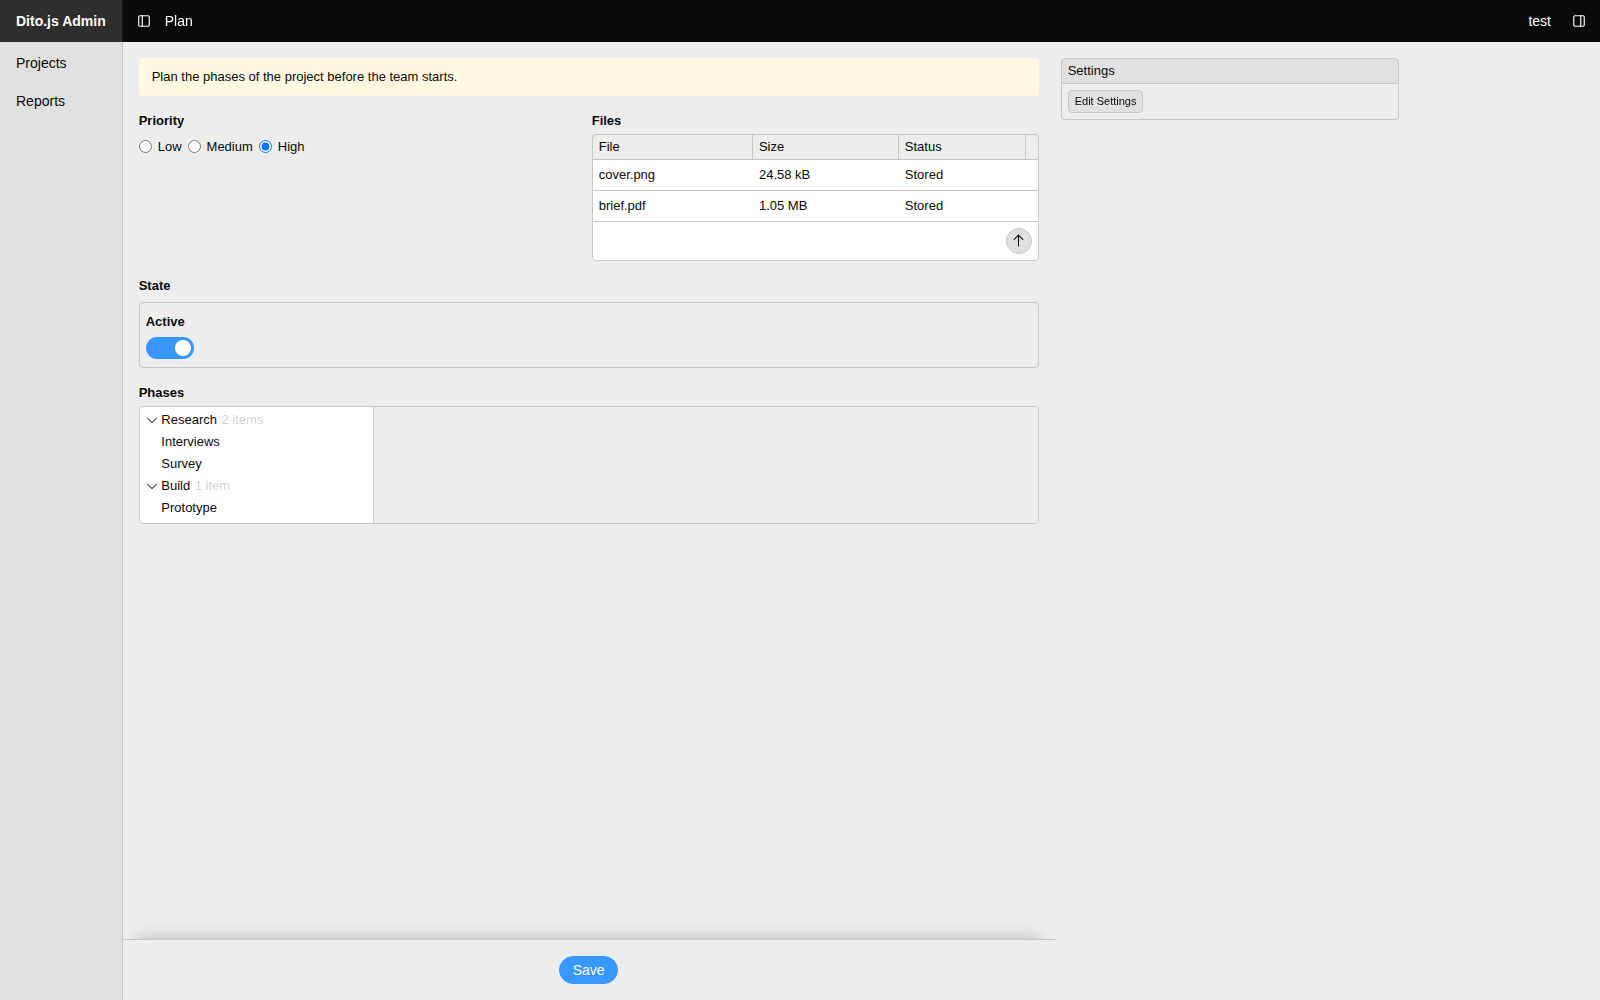 Dito.js Admin
Plan
test
Projects
Reports
Plan the phases of the project before the team starts.
Settings
Edit Settings
Priority
Low Medium High
Files
File Size Status
cover.png 24.58 kB Stored
brief.pdf 1.05 MB Stored
State
Active
Phases
Research 2 items
Interviews
Survey
Build 1 item
Prototype
Save